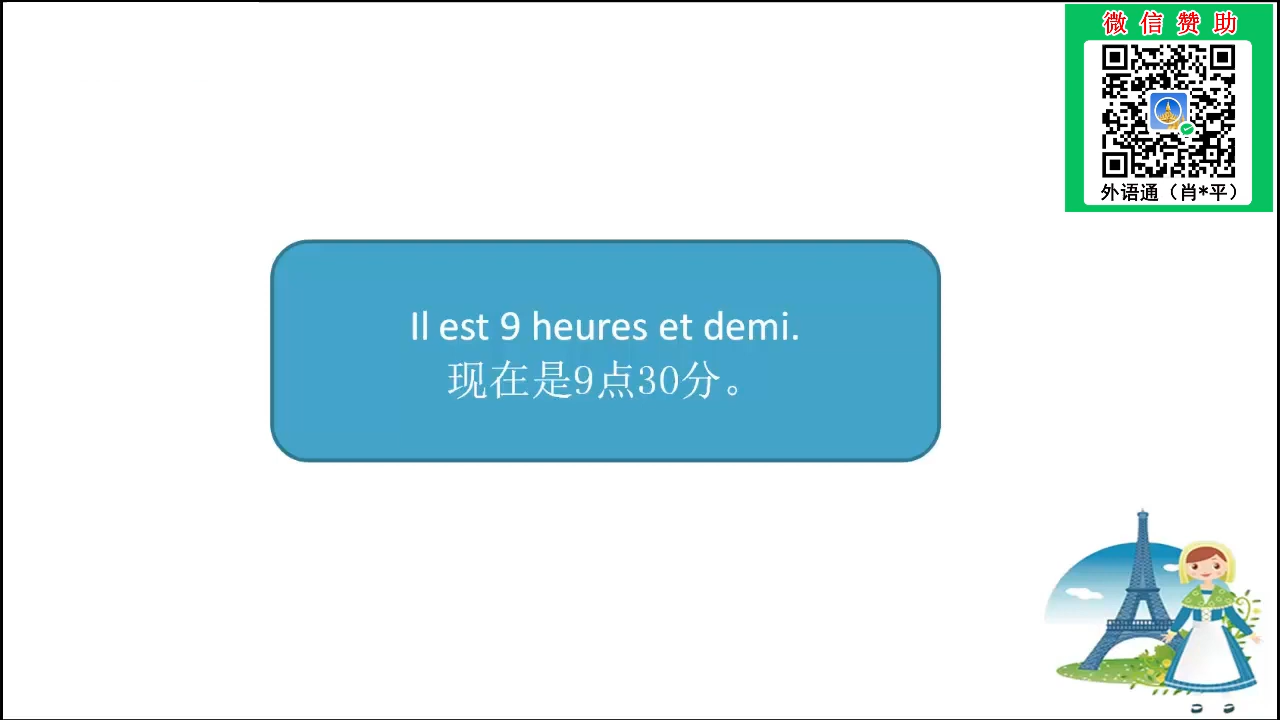 微信赞助
外语通（肖*平）
Il est 9 heures et demi.
现在是9点30分。